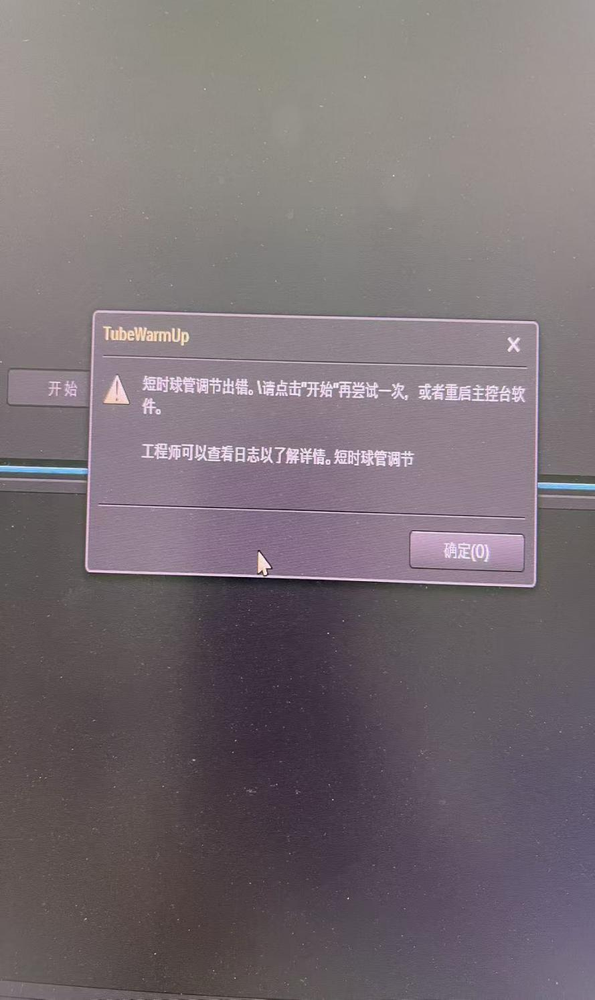 TubeWarmUp
X
开始
短时球管调节出错。\请点击"开始"再尝试一次，或者重启主控台软
件。
工程师可以查看日志以了解详情。短时球管调节
确定(O)